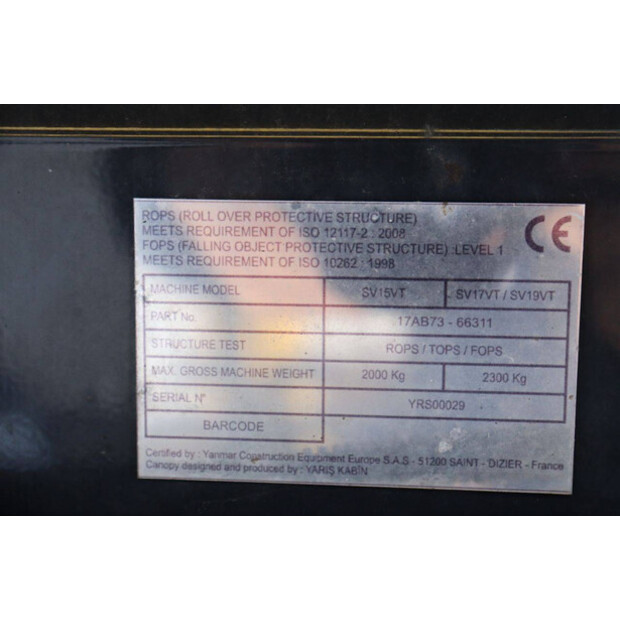 ROPS (ROLL OVER PROTECTIVE STRUCTURE)
MEETS REQUIREMENT OF ISO 12117-2 : 2008
FOPS (FALLING OBJECT PROTECTIVE STRUCTURE) :LEVEL 1
MEETS REQUIREMENT OF ISO 10262 : 1998
CE
MACHINE MODEL SV15VT SV17VT / SV19VT
PART No. 17AB73 - 66311
STRUCTURE TEST ROPS / TOPS / FOPS
MAX. GROSS MACHINE WEIGHT 2000 Kg 2300 Kg
SERIAL N° YRS00029
BARCODE
Certified by : Yanmar Construction Equipment Europe S.A.S - 51200 SAINT - DIZIER - France
Canopy designed and produced by : YARIŞ KABİN